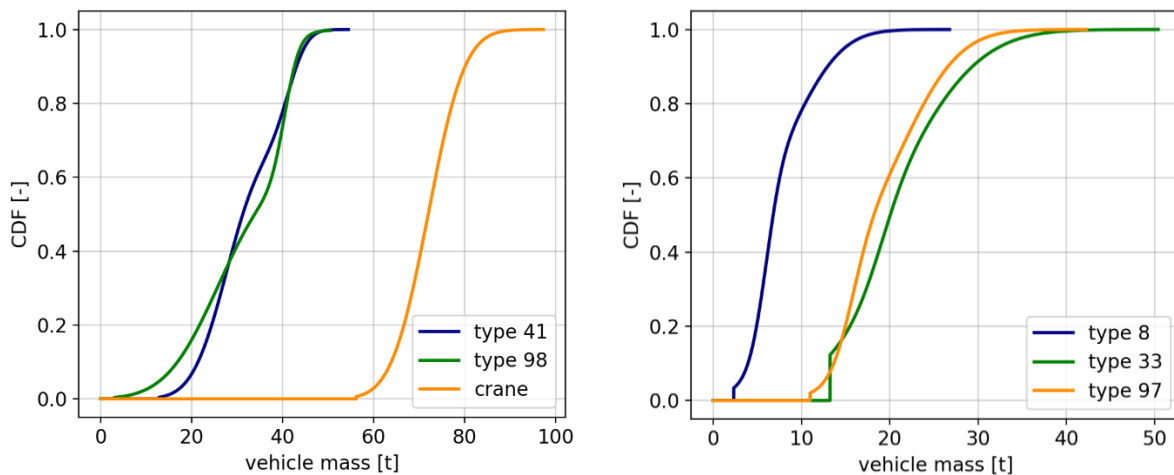 1.0
0.8
0.6
0.4
0.2
0.0
CDF [-]
0 20 40 60 80 100
vehicle mass [t]
type 41
type 98
crane
1.0
0.8
0.6
0.4
0.2
0.0
CDF [-]
0 10 20 30 40 50
vehicle mass [t]
type 8
type 33
type 97